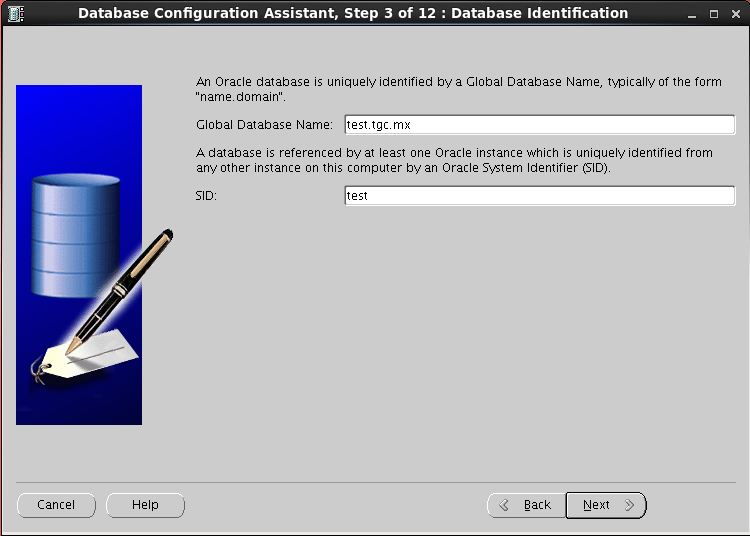 Database Configuration Assistant, Step 3 of 12 : Database Identification
An Oracle database is uniquely identified by a Global Database Name, typically of the form
"name.domain".
Global Database Name: test.tgc.mx
A database is referenced by at least one Oracle instance which is uniquely identified from
any other instance on this computer by an Oracle System Identifier (SID).
SID: test
Cancel Help Back Next